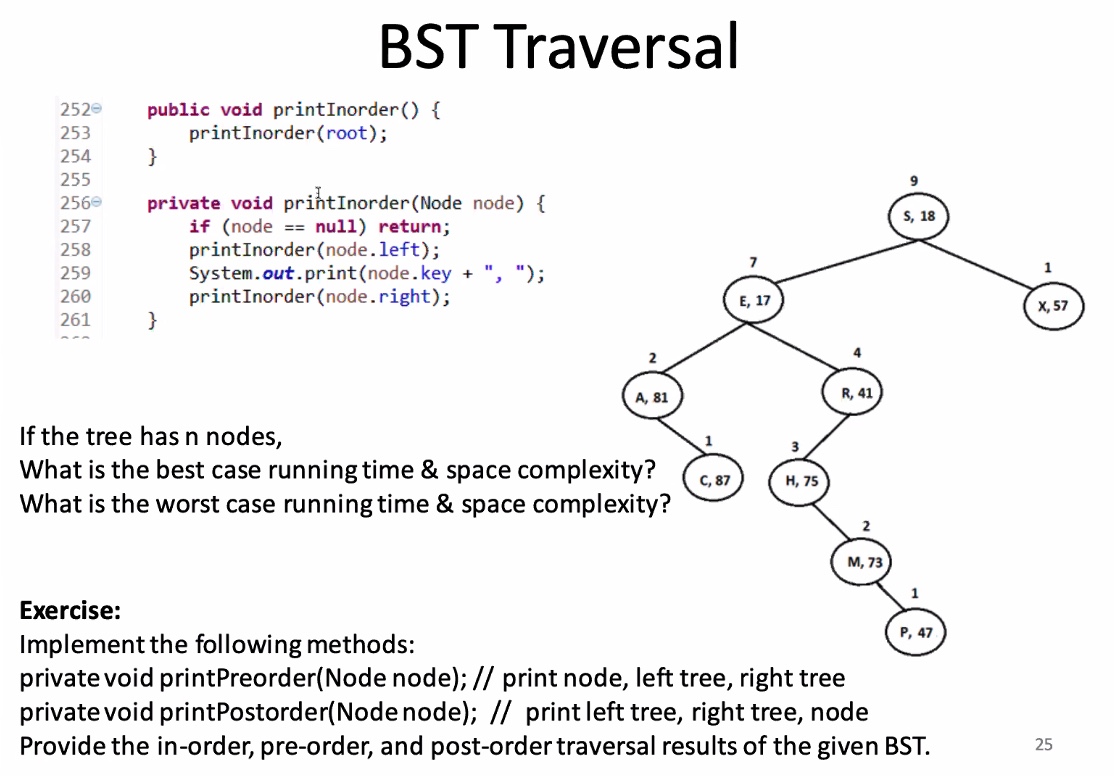 BST Traversal
252 public void printInorder() {
253 printInorder(root);
254 }
255
256 private void printInorder(Node node) {
257 if (node == null) return;
258 printInorder(node.left);
259 System.out.print(node.key + ", ");
260 printInorder(node.right);
261 }
9
S, 18
7
E, 17
1
X, 57
2
A, 81
4
R, 41
1
C, 87
3
H, 75
2
M, 73
1
P, 47
If the tree has n nodes,
What is the best case running time & space complexity?
What is the worst case running time & space complexity?
Exercise:
Implement the following methods:
private void printPreorder(Node node); // print node, left tree, right tree
private void printPostorder(Node node); // print left tree, right tree, node
Provide the in-order, pre-order, and post-order traversal results of the given BST.
25